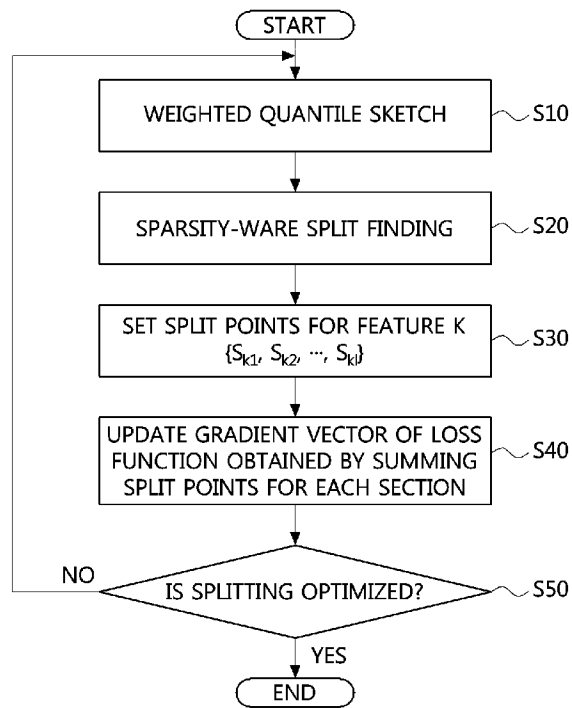 START
WEIGHTED QUANTILE SKETCH
S10
SPARSITY-WARE SPLIT FINDING
S20
SET SPLIT POINTS FOR FEATURE K
{Sk1, Sk2, ···, Skl}
S30
UPDATE GRADIENT VECTOR OF LOSS
FUNCTION OBTAINED BY SUMMING
SPLIT POINTS FOR EACH SECTION
S40
NO
IS SPLITTING OPTIMIZED?
S50
YES
END